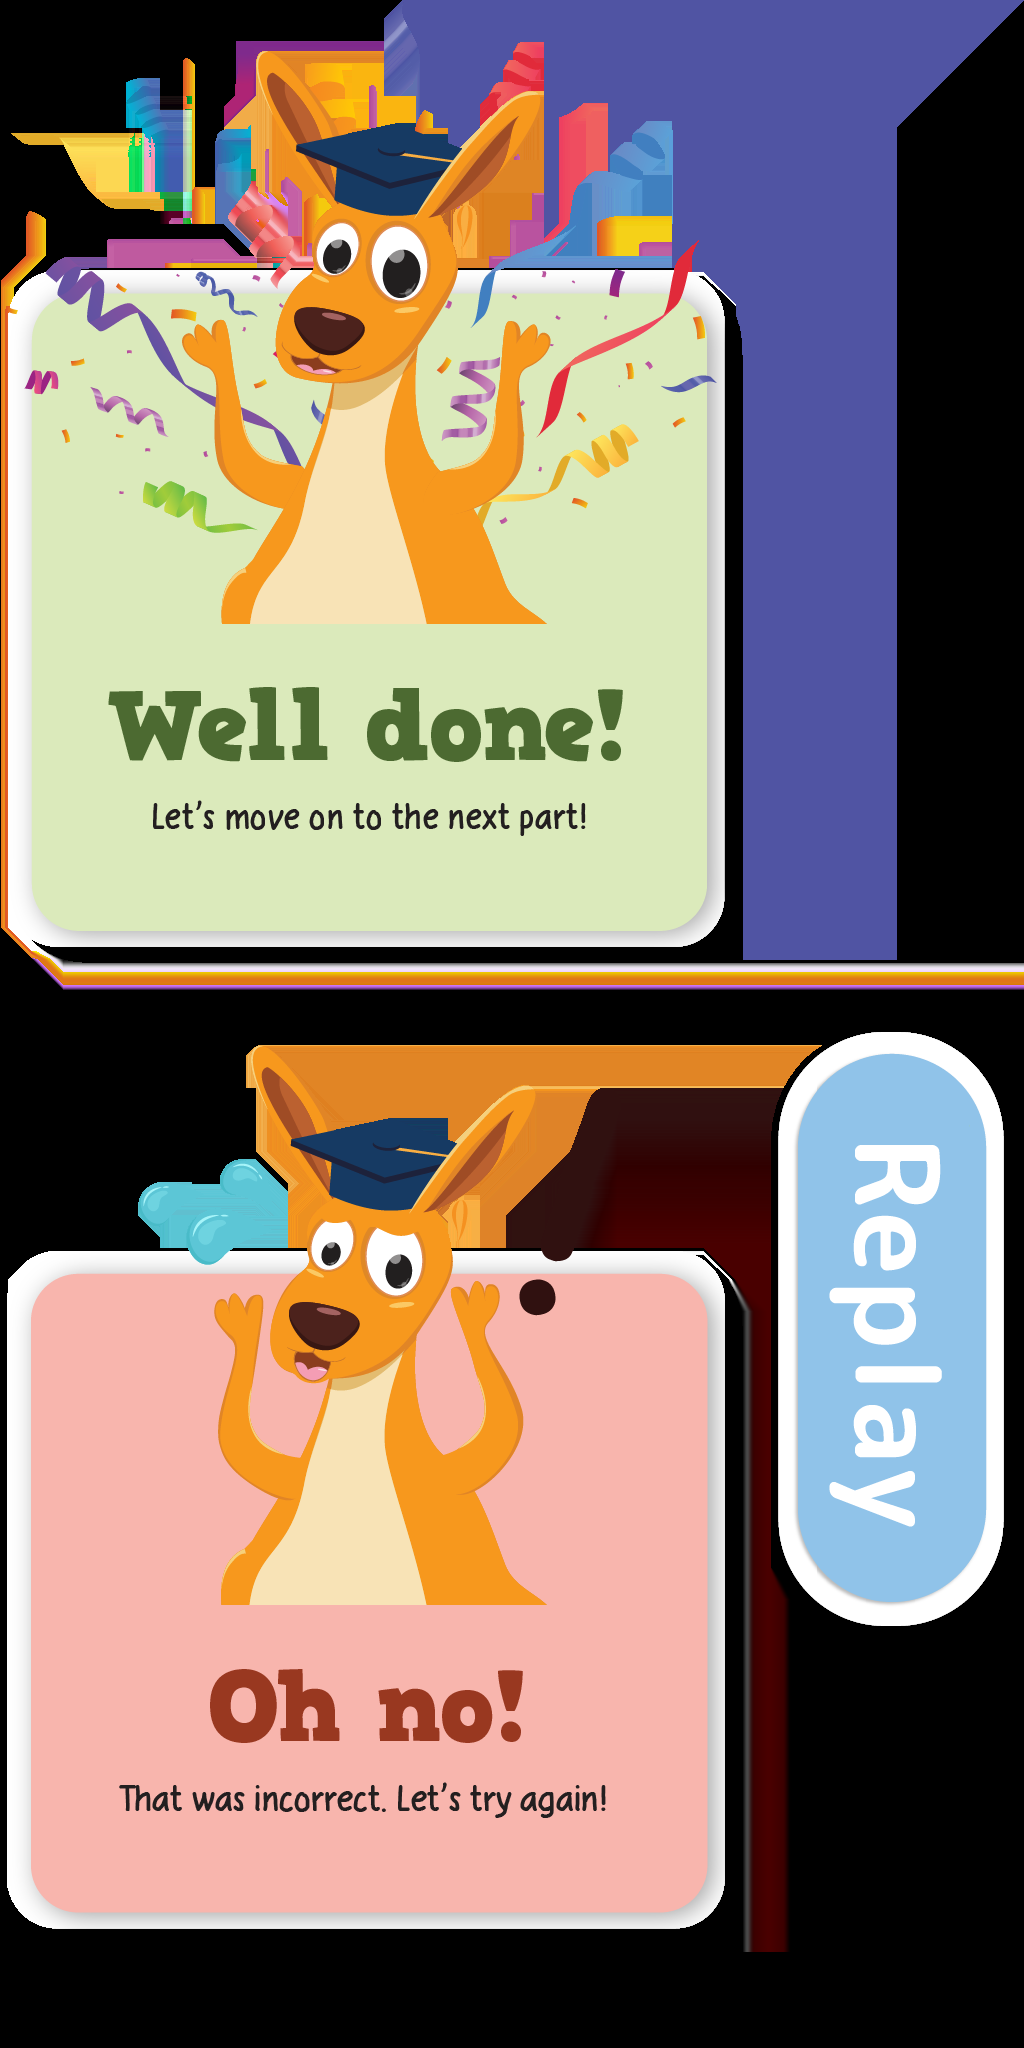 Well done!
Let's move on to the next part!
Replay
Oh no!
That was incorrect. Let's try again!